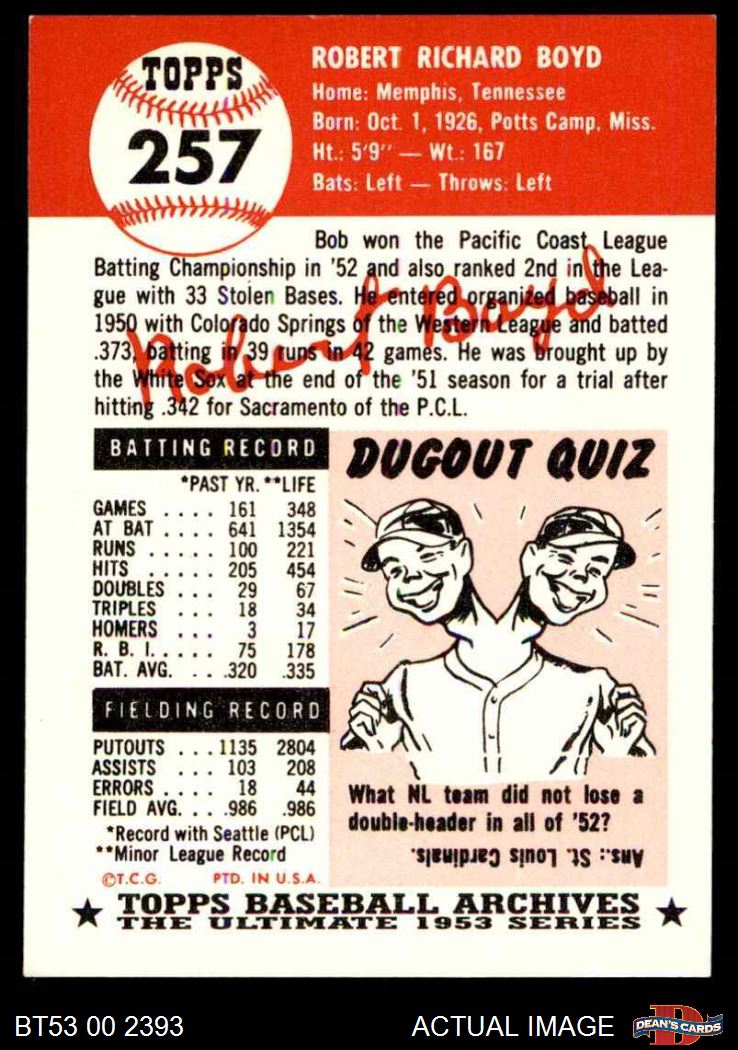 TOPPS
257
ROBERT RICHARD BOYD
Home: Memphis, Tennessee
Born: Oct. 1, 1926, Potts Camp, Miss.
Ht.: 5'9" — Wt.: 167
Bats: Left — Throws: Left
Bob won the Pacific Coast League
Batting Championship in '52 and also ranked 2nd in the Lea-
gue with 33 Stolen Bases. He entered organized baseball in
1950 with Colorado Springs of the Western League and batted
.373, batting in 39 runs in 42 games. He was brought up by
the White Sox at the end of the '51 season for a trial after
hitting .342 for Sacramento of the P.C.L.
Robert Boyd
BATTING RECORD
*PAST YR. **LIFE
GAMES .... 161 348
AT BAT .... 641 1354
RUNS ..... 100 221
HITS ..... 205 454
DOUBLES ... 29 67
TRIPLES ... 18 34
HOMERS ... 3 17
R. B. I. .... 75 178
BAT. AVG. ... .320 .335
FIELDING RECORD
PUTOUTS ... 1135 2804
ASSISTS ... 103 208
ERRORS .... 18 44
FIELD AVG. ... .986 .986
*Record with Seattle (PCL)
**Minor League Record
©T.C.G. PTD. IN U.S.A.
DUGOUT QUIZ
What NL team did not lose a
double-header in all of '52?
Ans.: St. Louis Cardinals.
★ TOPPS BASEBALL ARCHIVES ★
THE ULTIMATE 1953 SERIES
BT53 00 2393 ACTUAL IMAGE
DEAN'S CARDS